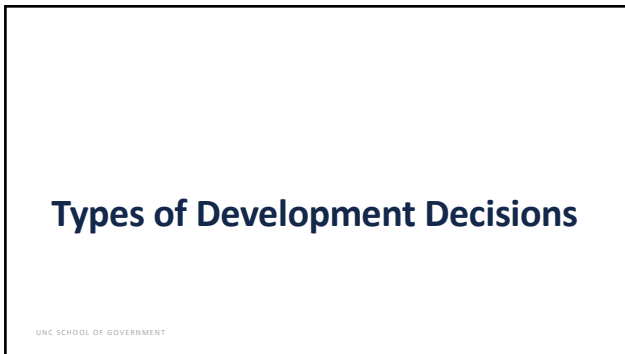 Types of Development Decisions
UNC SCHOOL OF GOVERNMENT